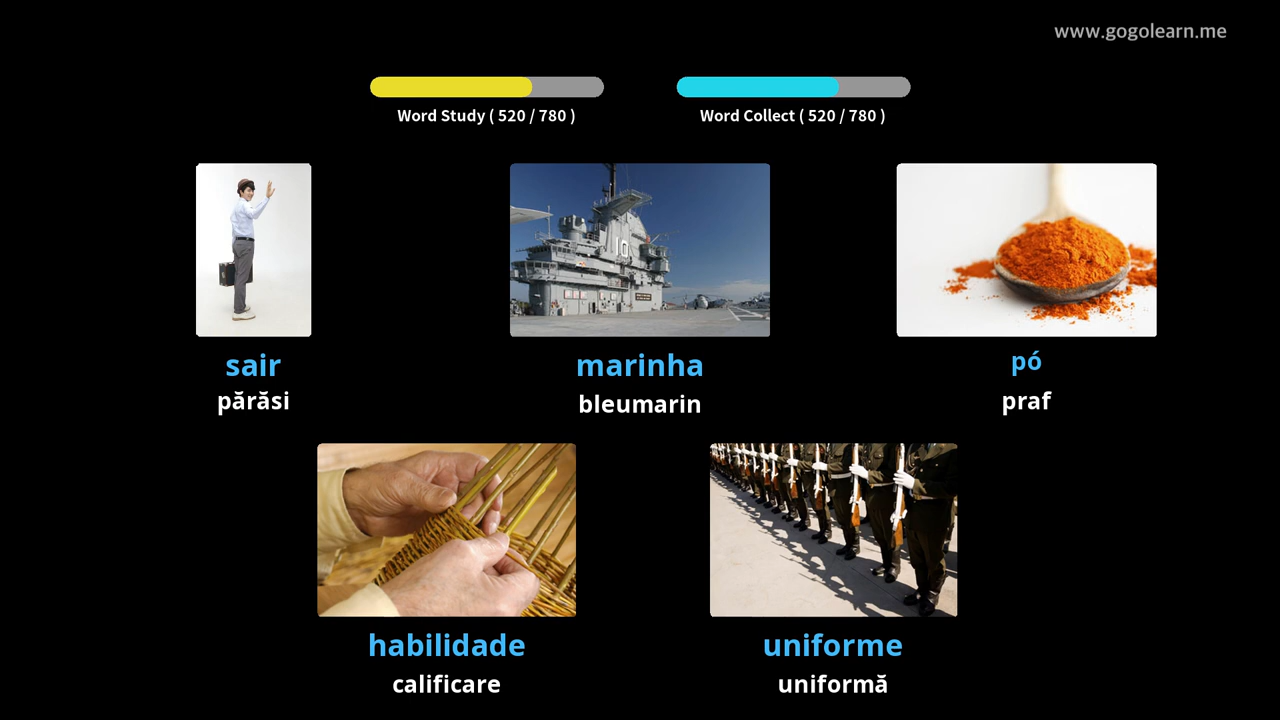 www.gogolearn.me
Word Study ( 520 / 780 )
Word Collect ( 520 / 780 )
sair
părăsi
marinha
bleumarin
pó
praf
habilidade
calificare
uniforme
uniformă